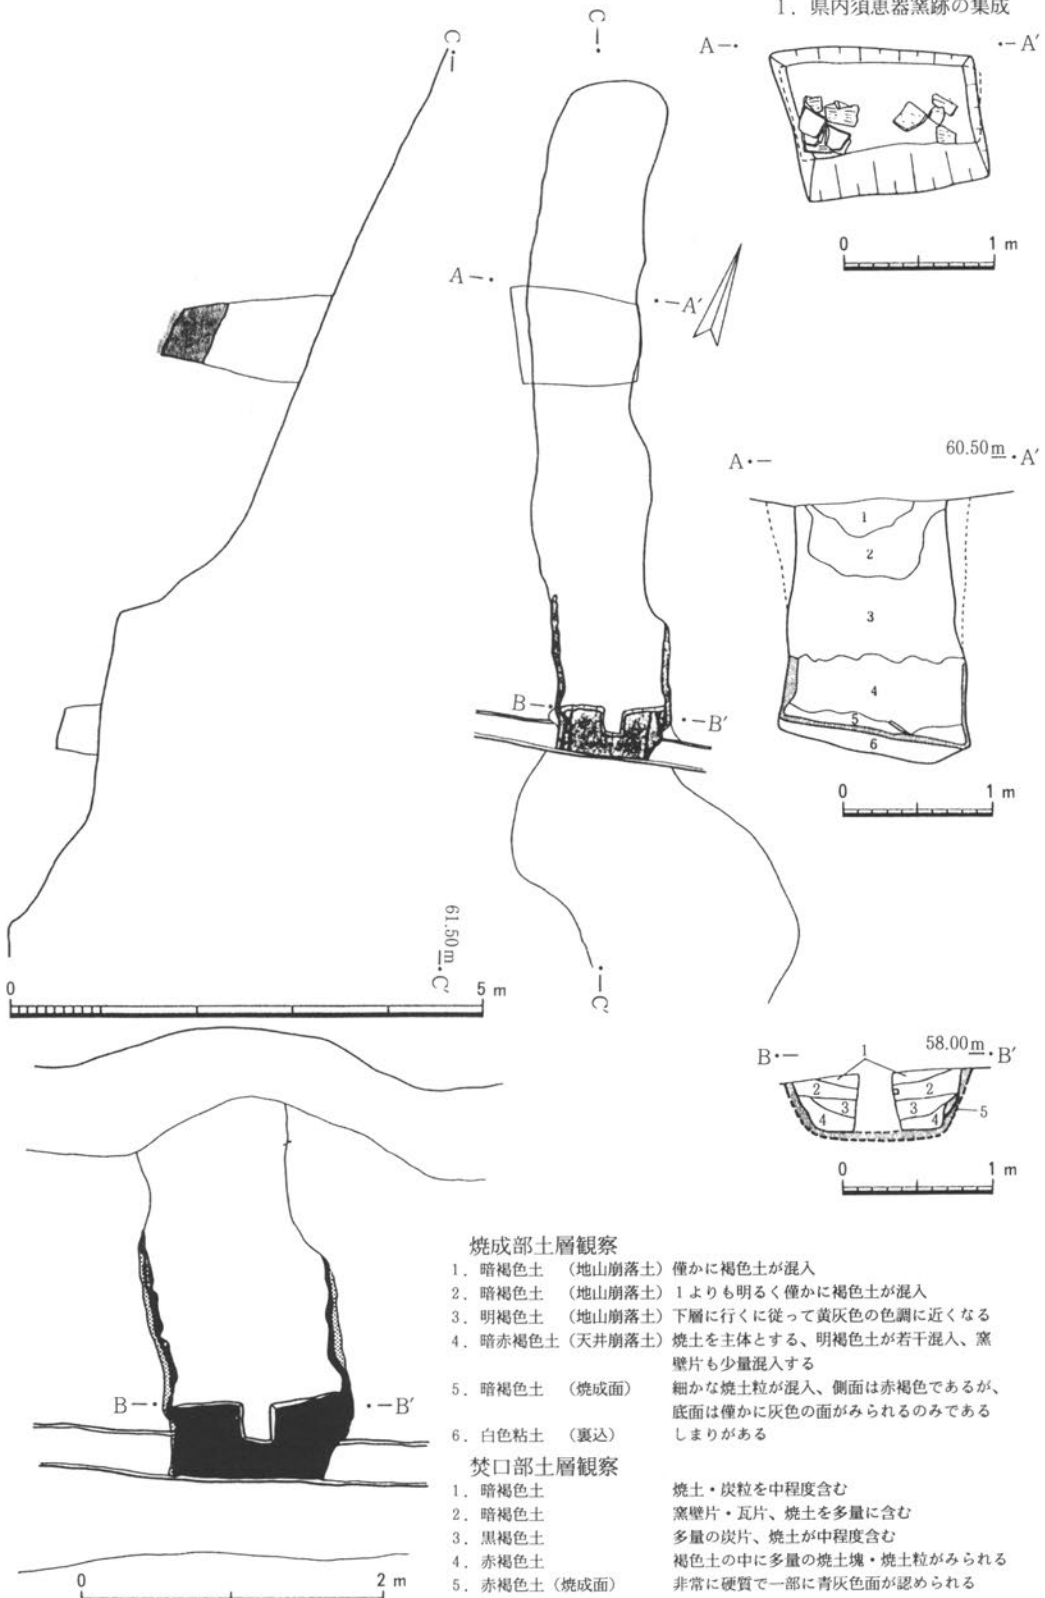 1. 県内須恵器窯跡の集成
C
C
A
A′
0 1 m
A
A′
60.50m
A
A′
1
2
3
4
5
6
0 1 m
B
B′
61.50m
C′
C′
0 5 m
58.00m
B
B′
1
2
2
3
3
4
4
5
0 1 m
B
B′
0 2 m
焼成部土層観察
1. 暗褐色土 (地山崩落土) 僅かに褐色土が混入
2. 暗褐色土 (地山崩落土) 1よりも明るく僅かに褐色土が混入
3. 明褐色土 (地山崩落土) 下層に行くに従って黄灰色の色調に近くなる
4. 暗赤褐色土 (天井崩落土) 焼土を主体とする、明褐色土が若干混入、窯
壁片も少量混入する
5. 暗褐色土 (焼成面) 細かな焼土粒が混入、側面は赤褐色であるが、
底面は僅かに灰色の面がみられるのみである
6. 白色粘土 (裏込) しまりがある
焚口部土層観察
1. 暗褐色土 焼土・炭粒を中程度含む
2. 暗褐色土 窯壁片・瓦片、焼土を多量に含む
3. 黒褐色土 多量の炭片、焼土が中程度含む
4. 赤褐色土 褐色土の中に多量の焼土塊・焼土粒がみられる
5. 赤褐色土 (焼成面) 非常に硬質で一部に青灰色面が認められる